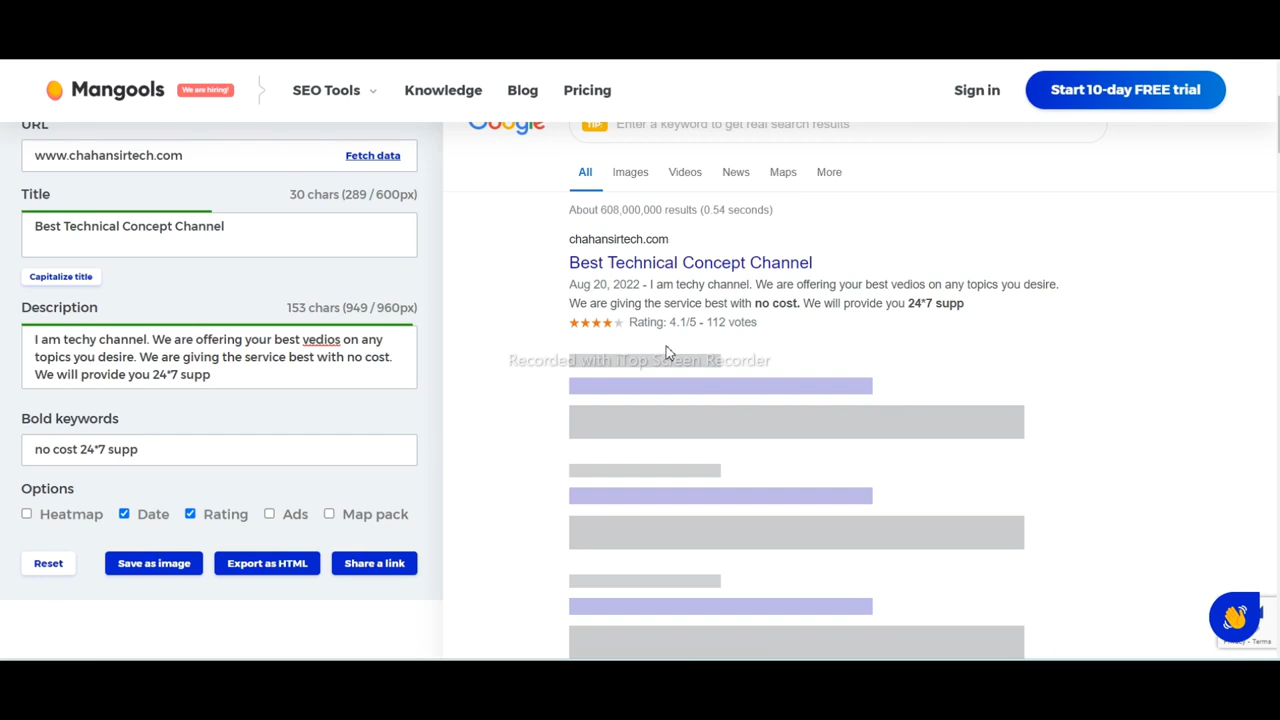 Mangools
We are hiring!
SEO Tools
Knowledge
Blog
Pricing
Sign in
Start 10-day FREE trial
URL
www.chahansirtech.com
Fetch data
Title
30 chars (289 / 600px)
Best Technical Concept Channel
Capitalize title
Description
153 chars (949 / 960px)
I am techy channel. We are offering your best vedios on any
topics you desire. We are giving the service best with no cost.
We will provide you 24*7 supp
Bold keywords
no cost 24*7 supp
Options
Heatmap
Date
Rating
Ads
Map pack
Reset
Save as image
Export as HTML
Share a link
Google
TIP:
Enter a keyword to get real search results
All
Images
Videos
News
Maps
More
About 608,000,000 results (0.54 seconds)
chahansirtech.com
Best Technical Concept Channel
Aug 20, 2022 - I am techy channel. We are offering your best vedios on any topics you desire.
We are giving the service best with no cost. We will provide you 24*7 supp
Rating: 4.1/5 - 112 votes
Recorded with iTop Screen Recorder
Privacy - Terms